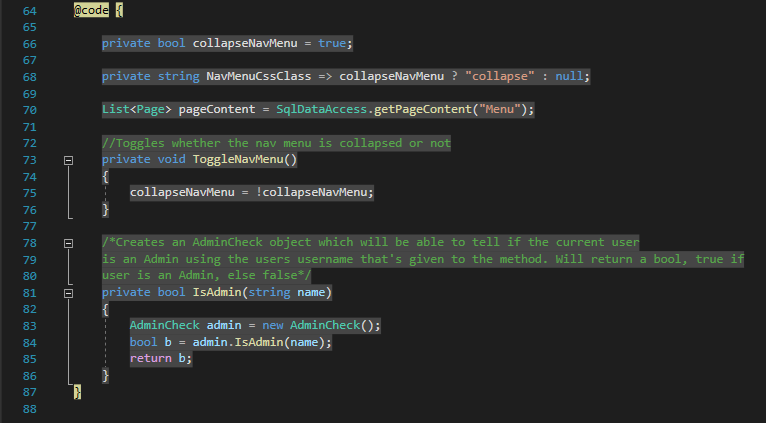 64 @code {
65
66 private bool collapseNavMenu = true;
67
68 private string NavMenuCssClass => collapseNavMenu ? "collapse" : null;
69
70 List<Page> pageContent = SqlDataAccess.getPageContent("Menu");
71
72 //Toggles whether the nav menu is collapsed or not
73 private void ToggleNavMenu()
74 {
75 collapseNavMenu = !collapseNavMenu;
76 }
77
78 /*Creates an AdminCheck object which will be able to tell if the current user
79 is an Admin using the users username that's given to the method. Will return a bool, true if
80 user is an Admin, else false*/
81 private bool IsAdmin(string name)
82 {
83 AdminCheck admin = new AdminCheck();
84 bool b = admin.IsAdmin(name);
85 return b;
86 }
87 }
88